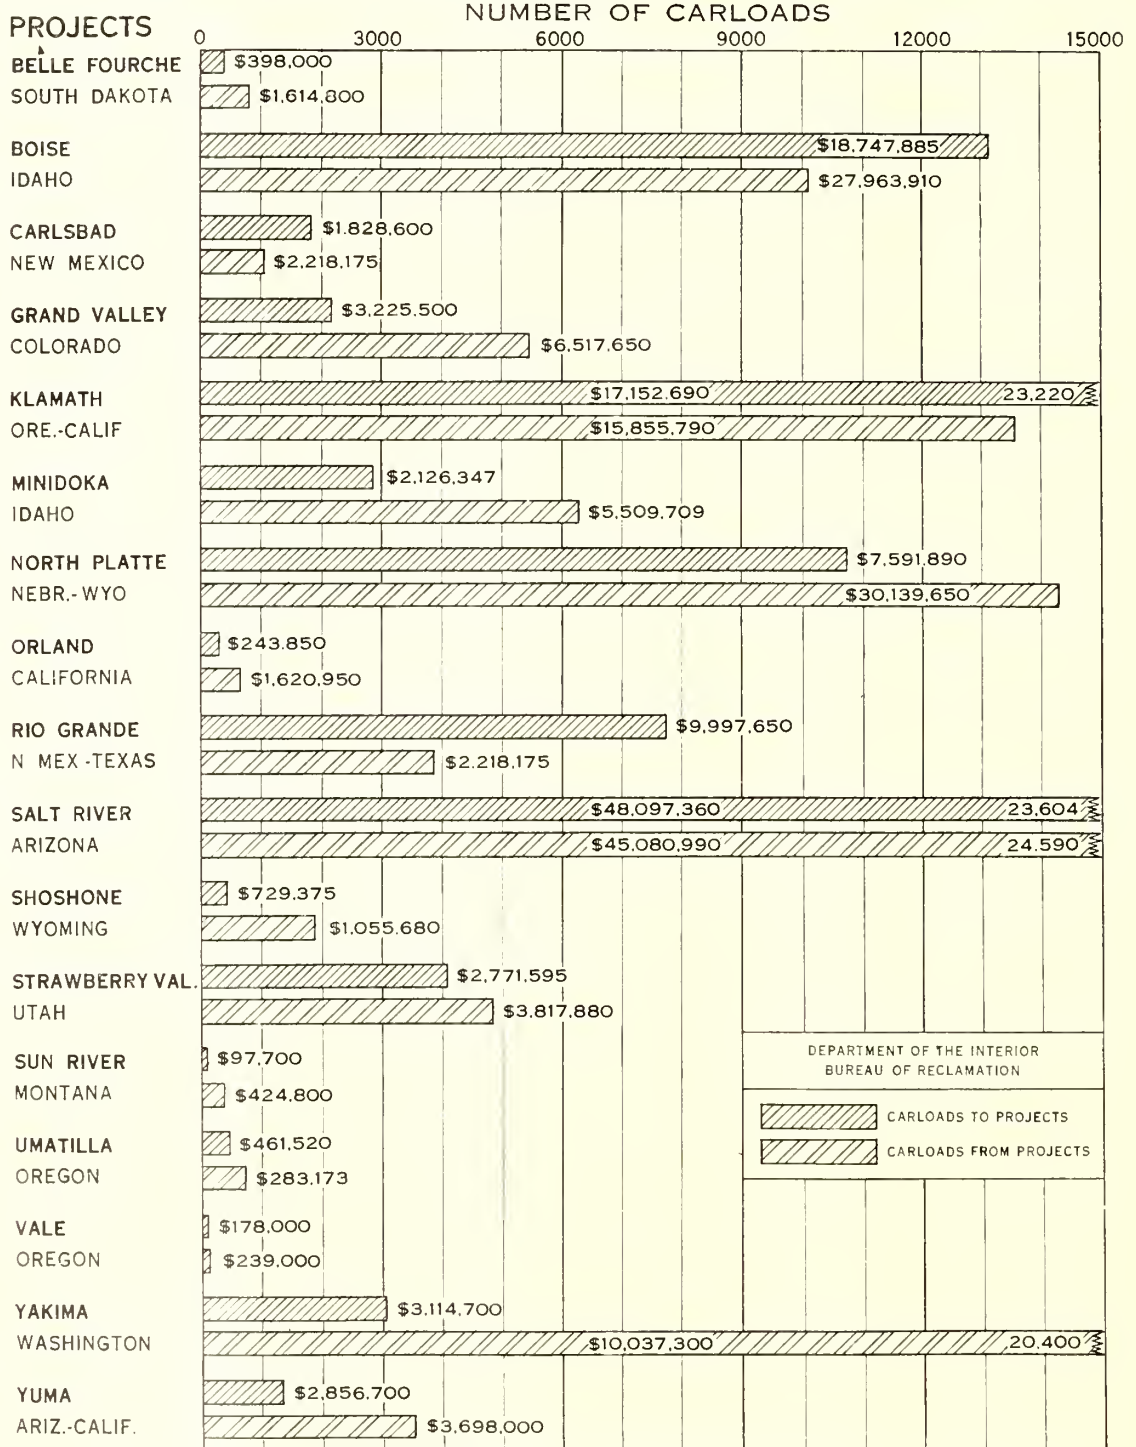 NUMBER OF CARLOADS
PROJECTS
0 3000 6000 9000 12000 15000
BELLE FOURCHE $398,000
SOUTH DAKOTA $1,614,800
BOISE $18,747,885
IDAHO $27,963,910
CARLSBAD $1,828,600
NEW MEXICO $2,218,175
GRAND VALLEY $3,225,500
COLORADO $6,517,650
KLAMATH $17,152,690 23,220
ORE.-CALIF $15,855,790
MINIDOKA $2,126,347
IDAHO $5,509,709
NORTH PLATTE $7,591,890
NEBR.-WYO $30,139,650
ORLAND $243,850
CALIFORNIA $1,620,950
RIO GRANDE $9,997,650
N MEX-TEXAS $2,218,175
SALT RIVER $48,097,360 23,604
ARIZONA $45,080,990 24,590
SHOSHONE $729,375
WYOMING $1,055,680
STRAWBERRY VAL. $2,771,595
UTAH $3,817,880
DEPARTMENT OF THE INTERIOR
BUREAU OF RECLAMATION
CARLOADS TO PROJECTS
CARLOADS FROM PROJECTS
SUN RIVER $97,700
MONTANA $424,800
UMATILLA $461,520
OREGON $283,173
VALE $178,000
OREGON $239,000
YAKIMA $3,114,700
WASHINGTON $10,037,300 20,400
YUMA $2,856,700
ARIZ.-CALIF. $3,698,000